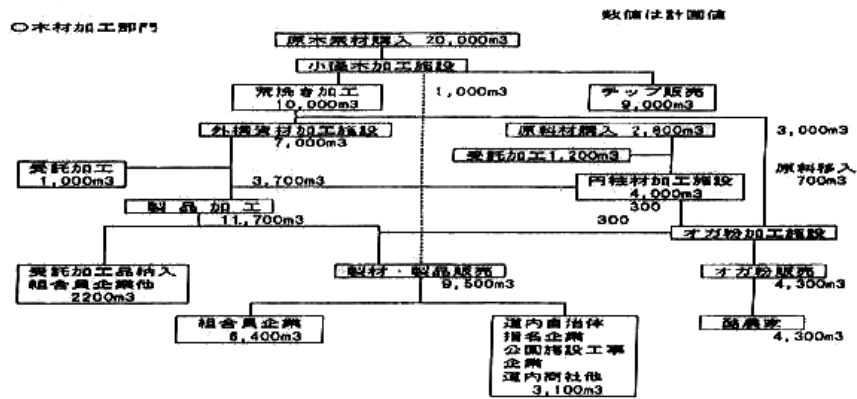 数値は計画値
○木材加工部門
原木素材購入 20,000m3
小径木加工施設
荒挽き加工
10,000m3
1,000m3
チップ販売
9,000m3
外構資材加工施設
7,000m3
原料材購入 2,800m3
3,000m3
委託加工1,200m3
委託加工
1,000m3
原料移入
700m3
3,700m3
円柱材加工施設
4,000m3
製品加工
11,700m3
300
300
オガ粉加工施設
委託加工品納入
組合員企業他
2200m3
製材・製品販売
9,500m3
オガ粉販売
4,300m3
組合員企業
6,400m3
道内自治体
指名企業
公園施設工事
企業
道内商社他
3,100m3
酪農家
4,300m3